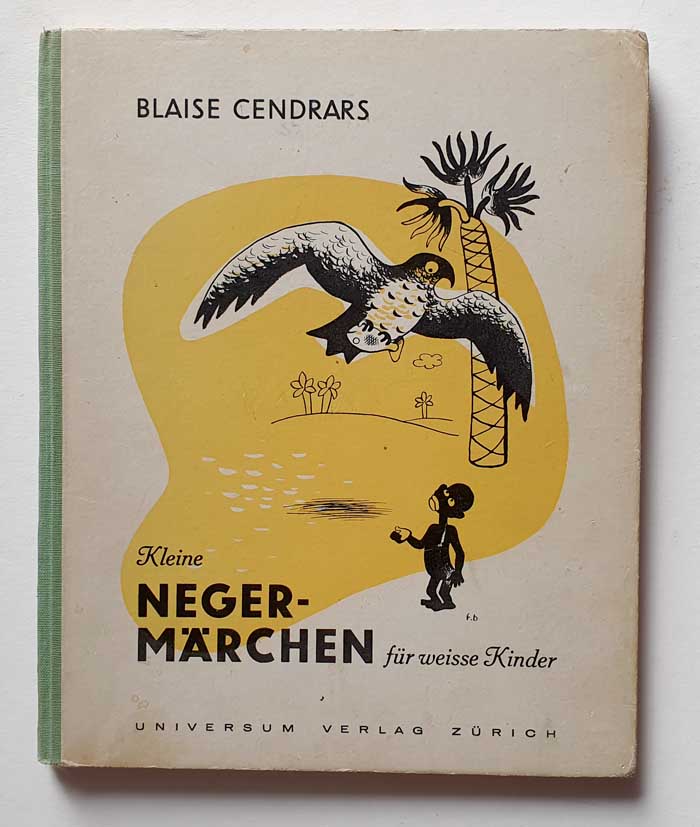 BLAISE CENDRARS
f.b
Kleine
NEGER-
MÄRCHEN für weisse Kinder
UNIVERSUM VERLAG ZÜRICH